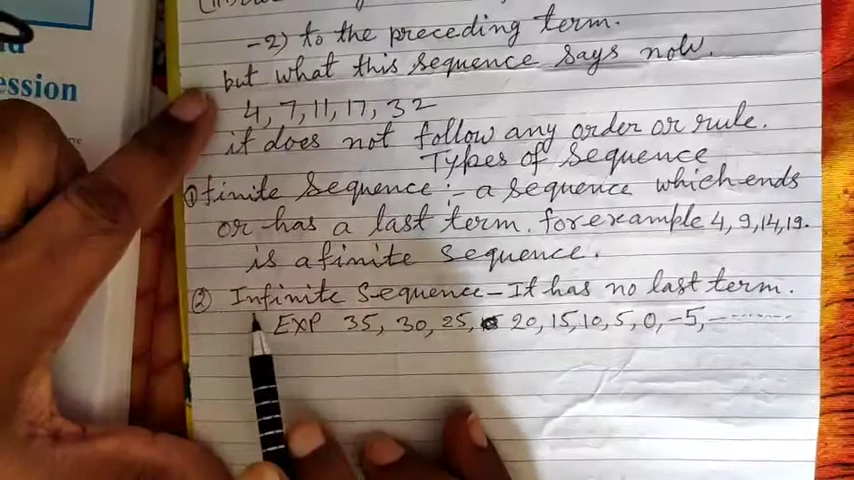 -2) to the preceding term.
but what this sequence says now.
4, 7, 11, 17, 32
it does not follow any order or rule.
Types of Sequence
① finite sequence :- a sequence which ends
or has a last term. for example 4, 9, 14, 19.
is a finite sequence.
② Infinite sequence - It has no last term.
EXP 35, 30, 25, 20, 15, 10, 5, 0, -5, ---------
ession